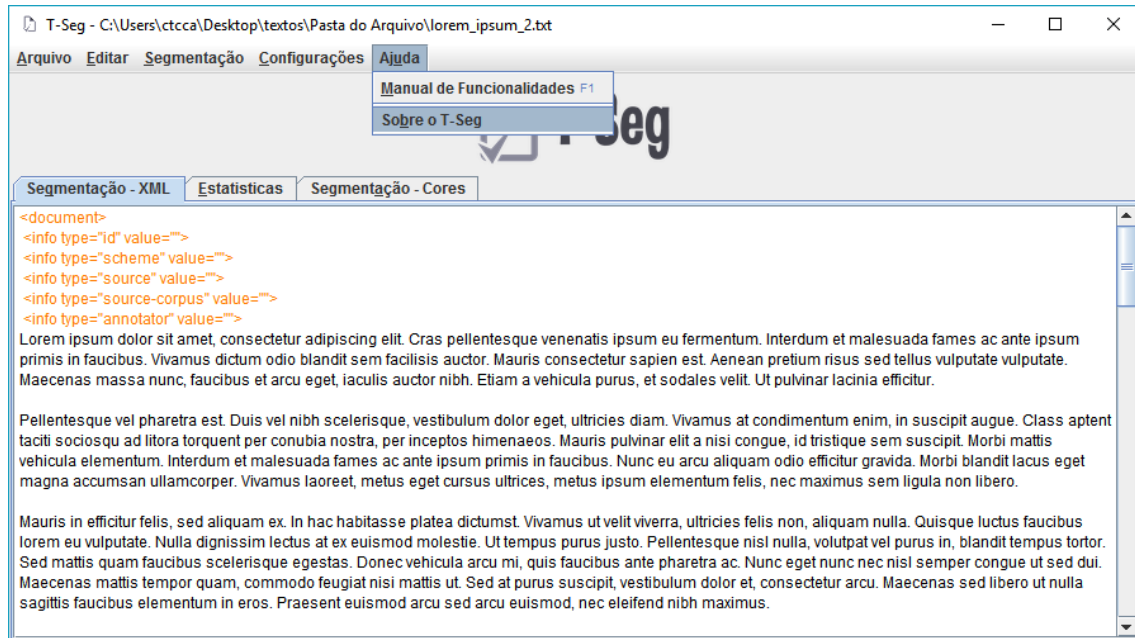 T-Seg - C:\Users\ctcca\Desktop\textos\Pasta do Arquivo\lorem_ipsum_2.txt
Arquivo Editar Segmentação Configurações Ajuda
Manual de Funcionalidades F1
Sobre o T-Seg
Seg
Segmentação - XML Estatisticas Segmentação - Cores
<document>
<info type="id" value="">
<info type="scheme" value="">
<info type="source" value="">
<info type="source-corpus" value="">
<info type="annotator" value="">
Lorem ipsum dolor sit amet, consectetur adipiscing elit. Cras pellentesque venenatis ipsum eu fermentum. Interdum et malesuada fames ac ante ipsum
primis in faucibus. Vivamus dictum odio blandit sem facilisis auctor. Mauris consectetur sapien est. Aenean pretium risus sed tellus vulputate vulputate.
Maecenas massa nunc, faucibus et arcu eget, iaculis auctor nibh. Etiam a vehicula purus, et sodales velit. Ut pulvinar lacinia efficitur.
Pellentesque vel pharetra est. Duis vel nibh scelerisque, vestibulum dolor eget, ultricies diam. Vivamus at condimentum enim, in suscipit augue. Class aptent
taciti sociosqu ad litora torquent per conubia nostra, per inceptos himenaeos. Mauris pulvinar elit a nisi congue, id tristique sem suscipit. Morbi mattis
vehicula elementum. Interdum et malesuada fames ac ante ipsum primis in faucibus. Nunc eu arcu aliquam odio efficitur gravida. Morbi blandit lacus eget
magna accumsan ullamcorper. Vivamus laoreet, metus eget cursus ultrices, metus ipsum elementum felis, nec maximus sem ligula non libero.
Mauris in efficitur felis, sed aliquam ex. In hac habitasse platea dictumst. Vivamus ut velit viverra, ultricies felis non, aliquam nulla. Quisque luctus faucibus
lorem eu vulputate. Nulla dignissim lectus at ex euismod molestie. Ut tempus purus justo. Pellentesque nisl nulla, volutpat vel purus in, blandit tempus tortor.
Sed mattis quam faucibus scelerisque egestas. Donec vehicula arcu mi, quis faucibus ante pharetra ac. Nunc eget nunc nec nisl semper congue ut sed dui.
Maecenas mattis tempor quam, commodo feugiat nisi mattis ut. Sed at purus suscipit, vestibulum dolor et, consectetur arcu. Maecenas sed libero ut nulla
sagittis faucibus elementum in eros. Praesent euismod arcu sed arcu euismod, nec eleifend nibh maximus.